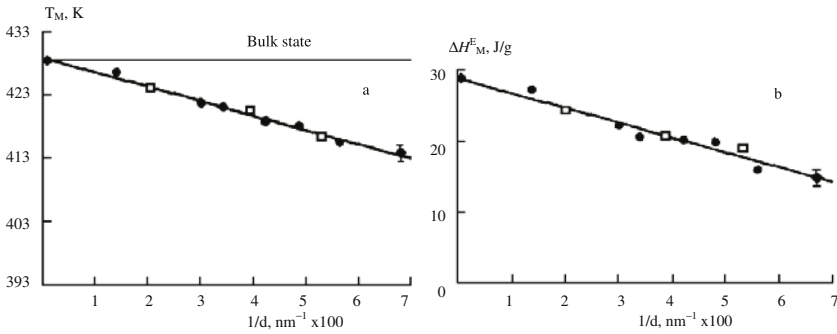 T_M, K
433
423
413
403
393
Bulk state
a
1 2 3 4 5 6 7
1/d, nm⁻¹ x100
ΔH^E_M, J/g
30
20
10
0
b
1 2 3 4 5 6 7
1/d, nm⁻¹ x100